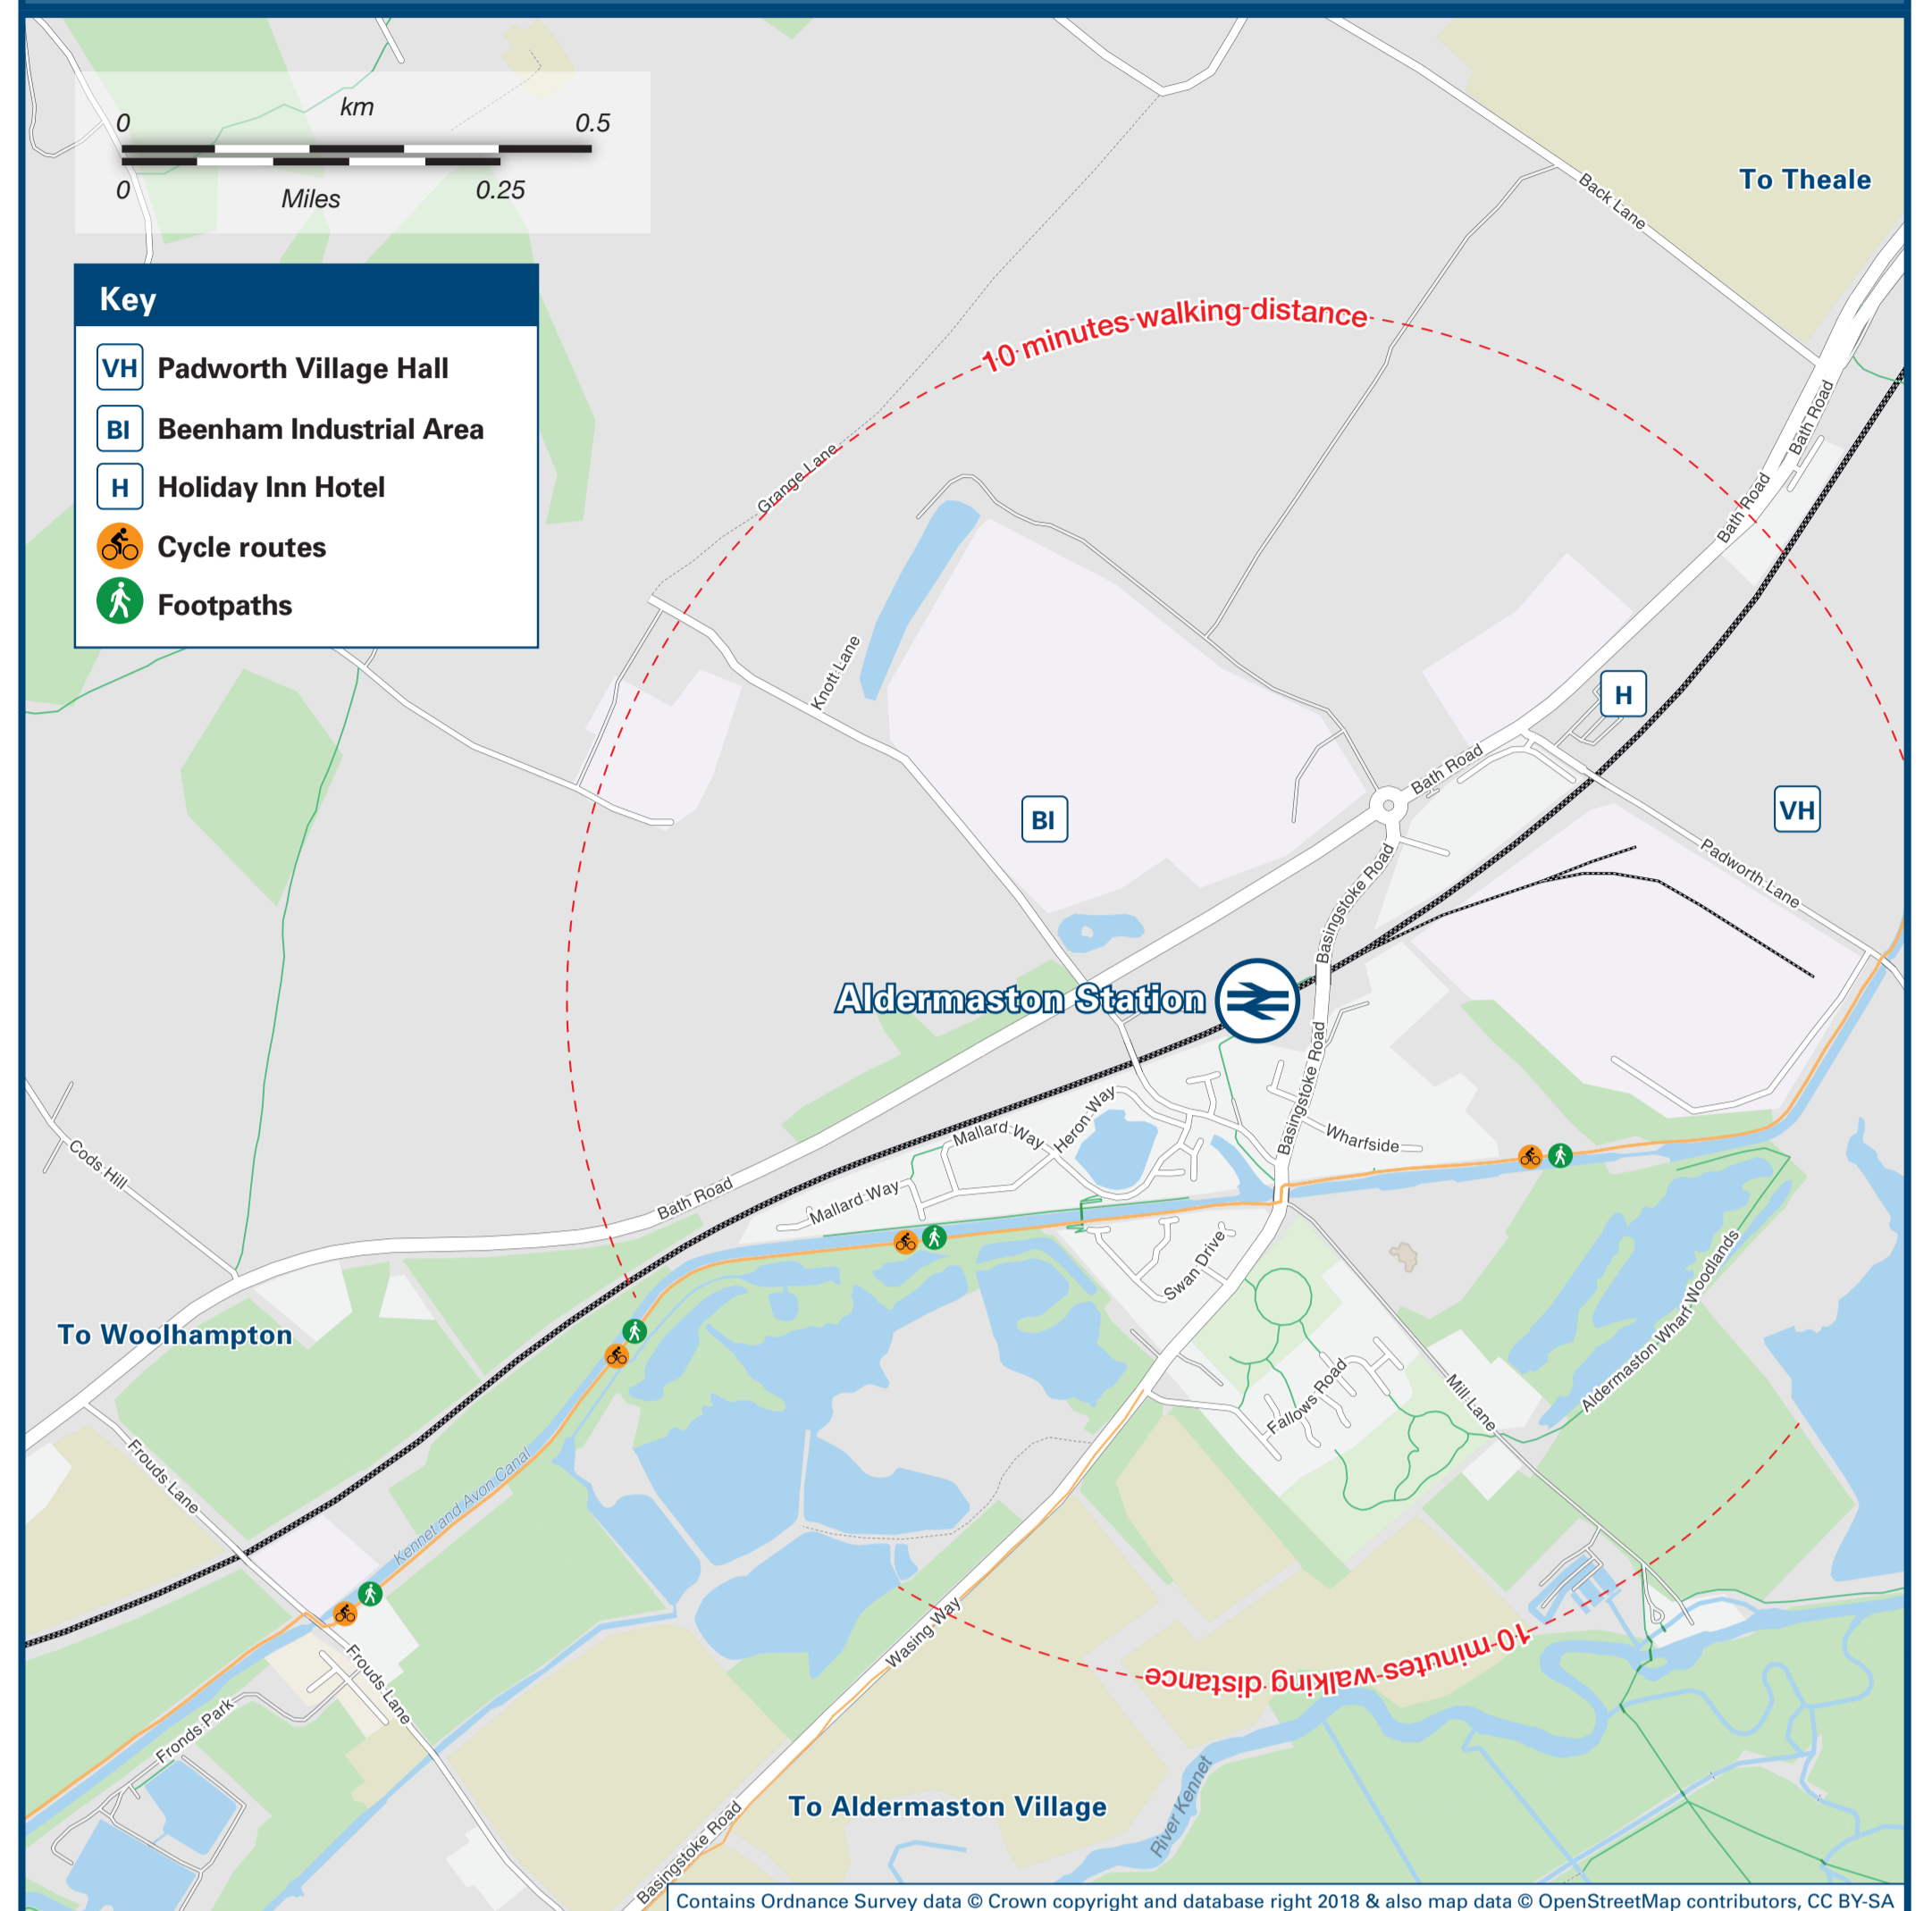 km
0
0.5
0
Miles
0.25
Key
VH Padworth Village Hall
BI Beenham Industrial Area
H Holiday Inn Hotel
Cycle routes
Footpaths
To Theale
Back Lane
10 minutes walking distance
Bath Road
Bath Road
Grange Lane
Knott Lane
H
Bath Road
BI
VH
Padworth Lane
Basingstoke Road
Aldermaston Station
Basingstoke Road
Heron Way
Mallard Way
Wharfside
Cods Hill
Mallard Way
Bath Road
Swan Drive
To Woolhampton
Aldermaston Wharf Woodlands
Fallows Road
Mill Lane
Frouds Lane
Kennet and Avon Canal
Wasing Way
10 minutes walking distance
Frouds Lane
Fronds Park
To Aldermaston Village
River Kennet
Basingstoke Road
Contains Ordnance Survey data © Crown copyright and database right 2018 & also map data © OpenStreetMap contributors, CC BY-SA